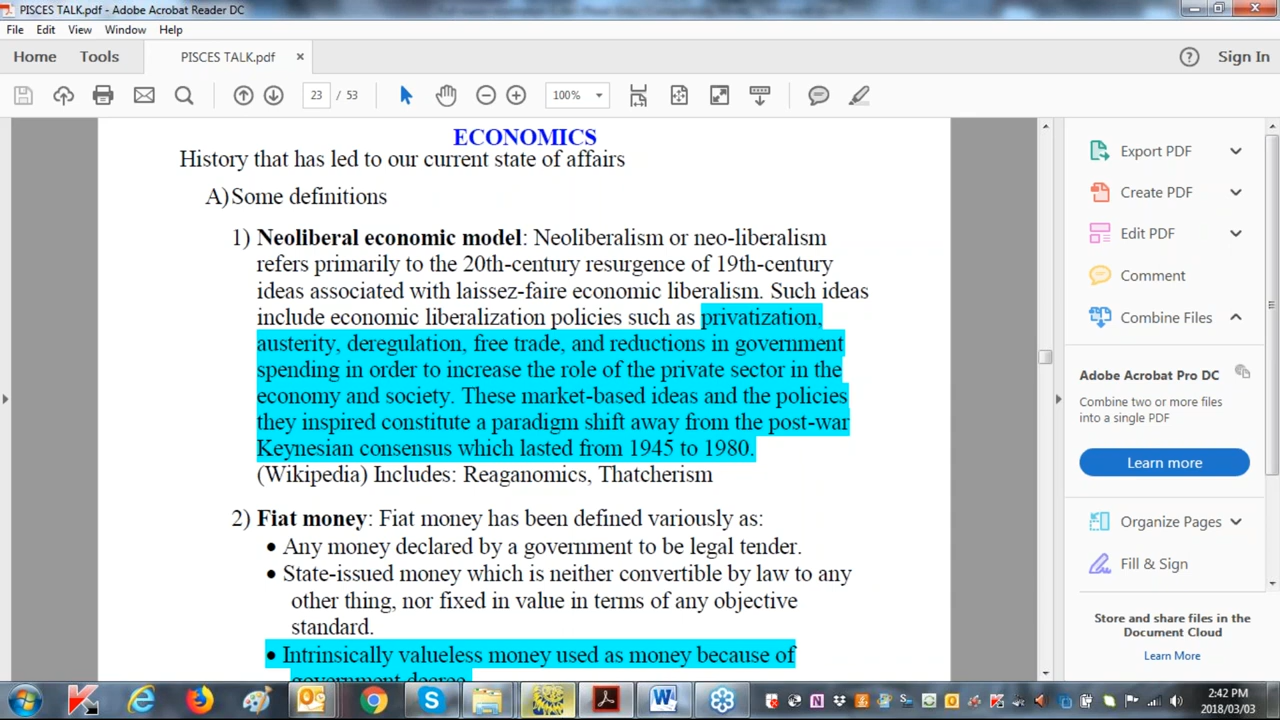 PISCES TALK.pdf - Adobe Acrobat Reader DC
File Edit View Window Help
Home Tools PISCES TALK.pdf × ? Sign In
23 / 53 100%
ECONOMICS
History that has led to our current state of affairs
A) Some definitions
1) Neoliberal economic model: Neoliberalism or neo-liberalism
refers primarily to the 20th-century resurgence of 19th-century
ideas associated with laissez-faire economic liberalism. Such ideas
include economic liberalization policies such as privatization,
austerity, deregulation, free trade, and reductions in government
spending in order to increase the role of the private sector in the
economy and society. These market-based ideas and the policies
they inspired constitute a paradigm shift away from the post-war
Keynesian consensus which lasted from 1945 to 1980.
(Wikipedia) Includes: Reaganomics, Thatcherism
2) Fiat money: Fiat money has been defined variously as:
• Any money declared by a government to be legal tender.
• State-issued money which is neither convertible by law to any
other thing, nor fixed in value in terms of any objective
standard.
• Intrinsically valueless money used as money because of
government decree.
Export PDF
Create PDF
Edit PDF
Comment
Combine Files
Adobe Acrobat Pro DC
Combine two or more files
into a single PDF
Learn more
Organize Pages
Fill & Sign
Store and share files in the
Document Cloud
Learn More
2:42 PM
2018/03/03